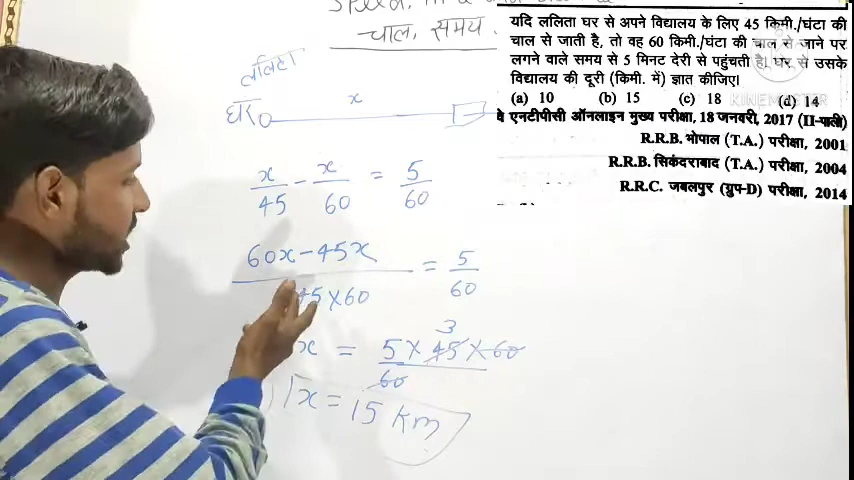 चाल, समय.
यदि ललिता घर से अपने विद्यालय के लिए 45 किमी./घंटा की
चाल से जाती है, तो वह 60 किमी./घंटा की चाल से जाने पर
लगने वाले समय से 5 मिनट देरी से पहुंचती है। घर से उसके
विद्यालय की दूरी (किमी. में) ज्ञात कीजिए।
(a) 10 (b) 15 (c) 18 (d) 14
KINEMASTER
वे एनटीपीसी ऑनलाइन मुख्य परीक्षा, 18 जनवरी, 2017 (II-पाली)
R.R.B. भोपाल (T.A.) परीक्षा, 2001
R.R.B. सिकंदराबाद (T.A.) परीक्षा, 2004
R.R.C. जबलपुर (ग्रुप-D) परीक्षा, 2014
ललिता
घर x
x/45 - x/60 = 5/60
60x - 45x / 45×60 = 5/60
x = 5 × 45 × 60 / 60
3
x = 15 km